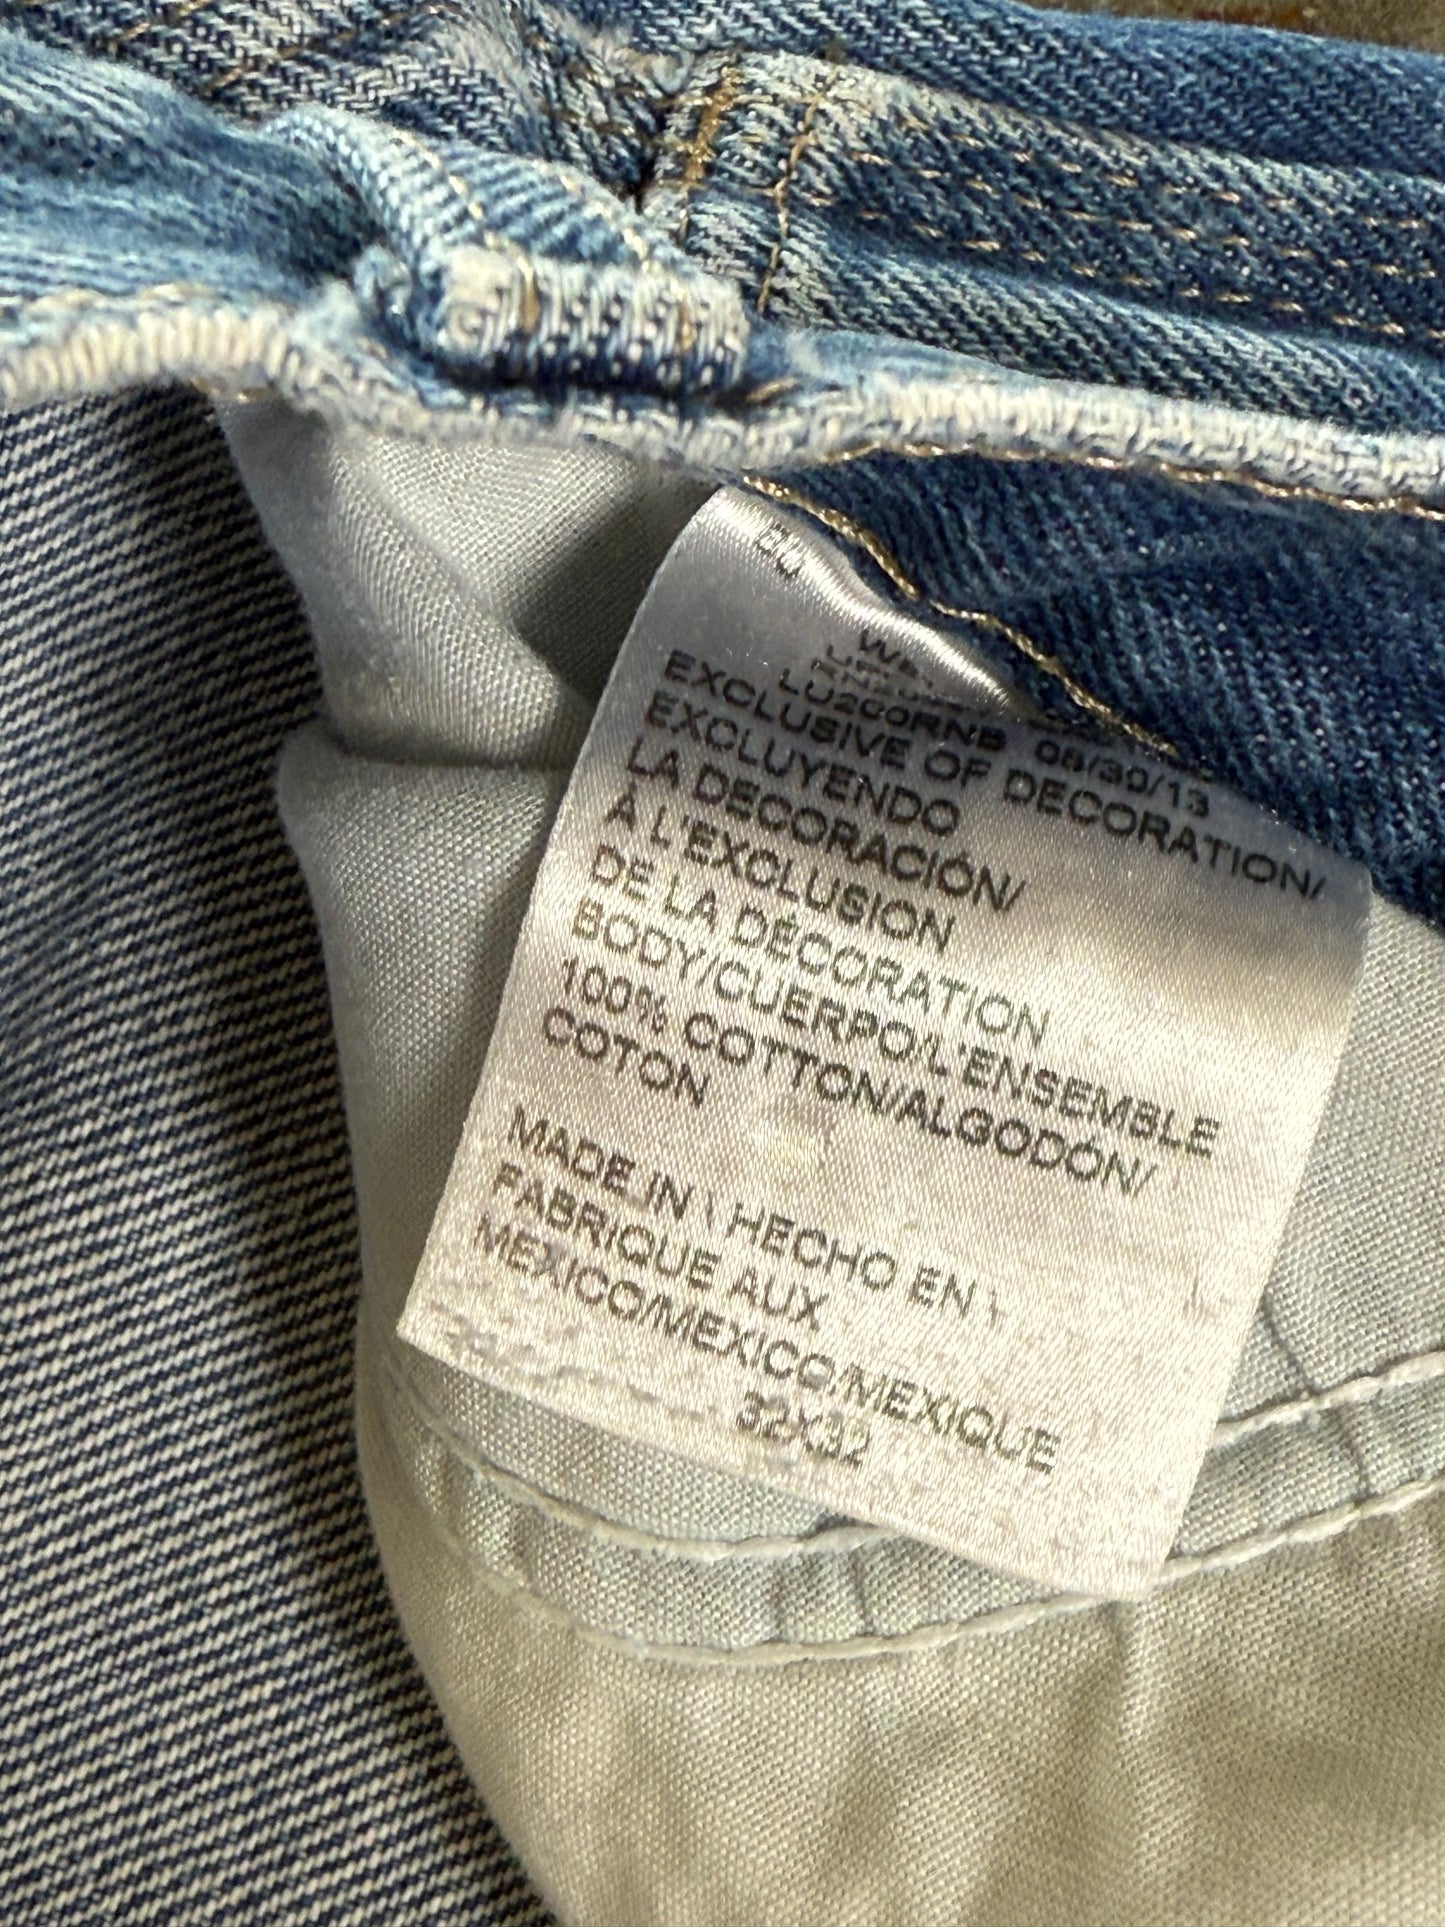 LU200RNB 08/30/13
EXCLUSIVE OF DECORATION/
EXCLUYENDO
LA DECORACIÓN/
À L'EXCLUSION
DE LA DÉCORATION
BODY/CUERPO/L'ENSEMBLE
100% COTTON/ALGODÓN/
COTON
MADE IN \ HECHO EN \
FABRIQUE AUX
MEXICO/MEXICO/MEXIQUE
32X32